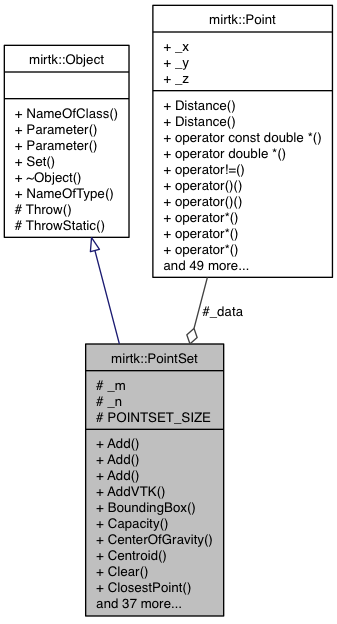 mirtk::Object
+ NameOfClass()
+ Parameter()
+ Parameter()
+ Set()
+ ~Object()
+ NameOfType()
# Throw()
# ThrowStatic()
mirtk::Point
+ _x
+ _y
+ _z
+ Distance()
+ Distance()
+ operator const double *()
+ operator double *()
+ operator!=()
+ operator()()
+ operator()()
+ operator*()
+ operator*()
+ operator*()
and 49 more...
#_data
mirtk::PointSet
# _m
# _n
# POINTSET_SIZE
+ Add()
+ Add()
+ Add()
+ AddVTK()
+ BoundingBox()
+ Capacity()
+ CenterOfGravity()
+ Centroid()
+ Clear()
+ ClosestPoint()
and 37 more...